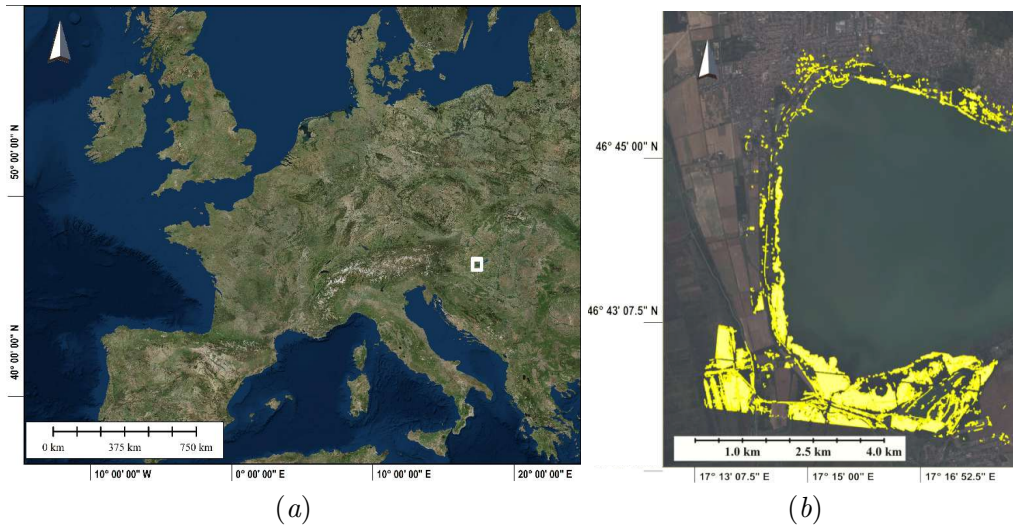 50° 00' 00" N
40° 00' 00" N
0 km 375 km 750 km
10° 00' 00" W 0° 00' 00" E 10° 00' 00" E 20° 00' 00" E
(a)
46° 45' 00" N
46° 43' 07.5" N
1.0 km 2.5 km 4.0 km
17° 13' 07.5" E 17° 15' 00" E 17° 16' 52.5" E
(b)